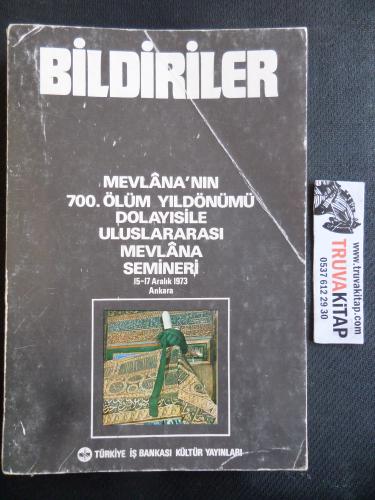 BİLDİRİLER
MEVLÂNA'NIN
700. ÖLÜM YILDÖNÜMÜ
DOLAYISİLE
ULUSLARARASI
MEVLÂNA
SEMİNERİ
15-17 Aralık 1973
Ankara
TÜRKİYE İŞ BANKASI KÜLTÜR YAYINLARI
www.truvakitap.com
TRUVAKİTAP
0537 612 29 30